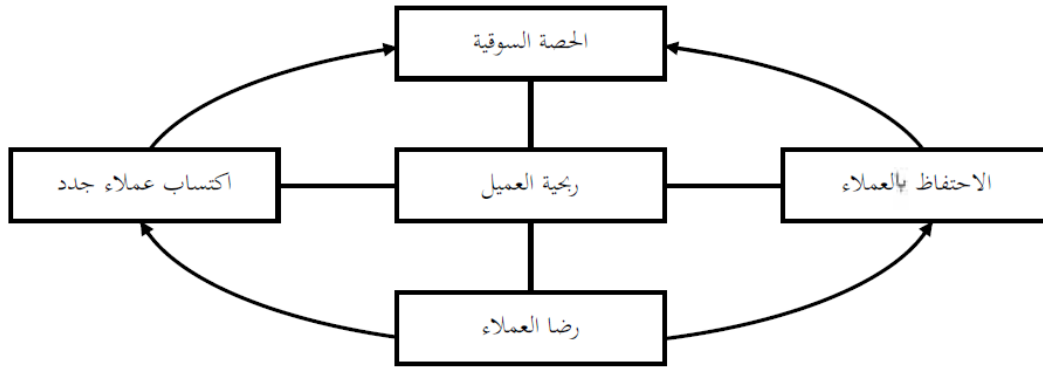 الحصة السوقية
الاحتفاظ بالعملاء
ربحية العميل
اكتساب عملاء جدد
رضا العملاء